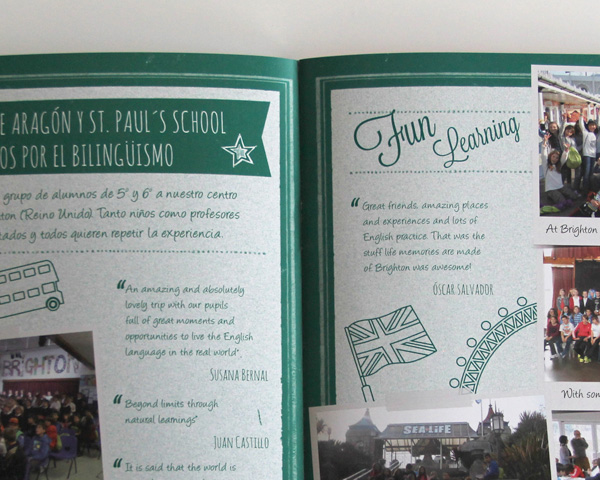 E ARAGÓN Y ST. PAUL´S SCHOOL
OS POR EL BILINGÜISMO
grupo de alumnos de 5º y 6º a nuestro centro
ton (Reino Unido). Tanto niños como profesores
ados y todos quieren repetir la experiencia.
"An amazing and absolutely
lovely trip with our pupils
full of great moments and
opportunities to live the English
language in the real world".
SUSANA BERNAL
"Beyond limits through
natural learnings"
JUAN CASTILLO
"It is said that the world is
BRIGHTON
Fun Learning
"Great friends, amazing places
and experiences and lots of
English practice. That was the
stuff life memories are made
of. Brighton was awesome!
ÓSCAR SALVADOR
SEA LIFE
At Brighton
With som